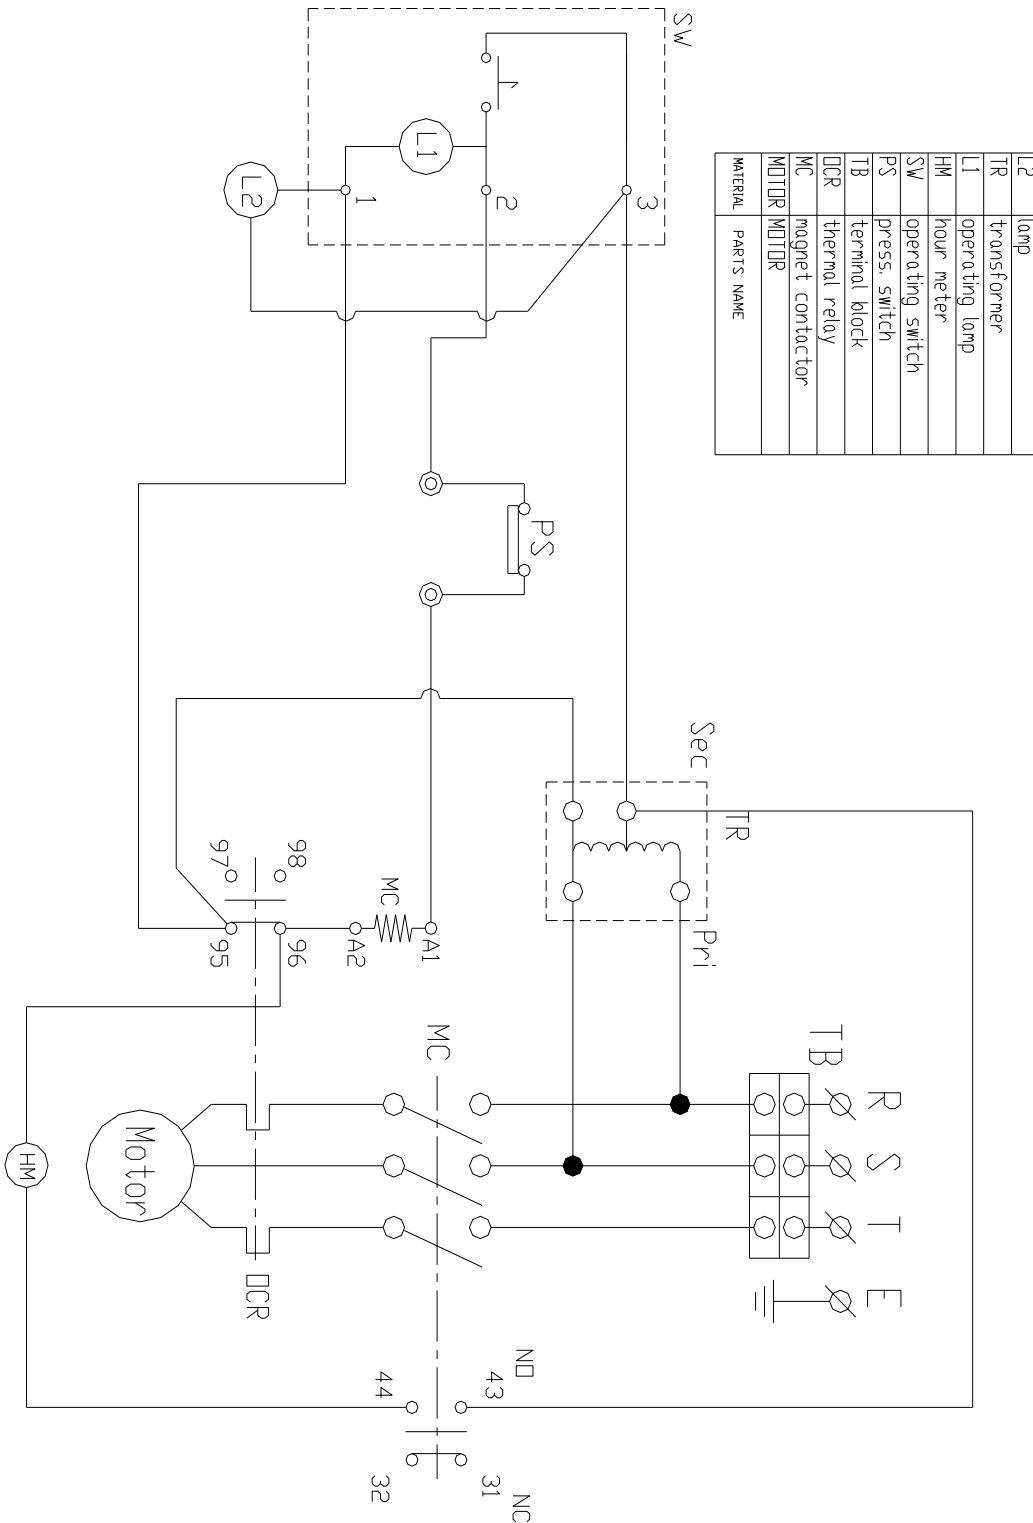 L2 lamp
TR transformer
L1 operating lamp
HM hour meter
SW operating switch
PS press. switch
TB terminal block
OCR thermal relay
MC magnet contactor
MOTOR MOTOR
MATERIAL PARTS NAME
R S T E
TB
TR
Sec
Pri
SW
3
2
1
L1
L2
PS
MC
A1
A2
MC
98
96
97
95
OCR
Motor
HM
NO
43
44
NC
31
32